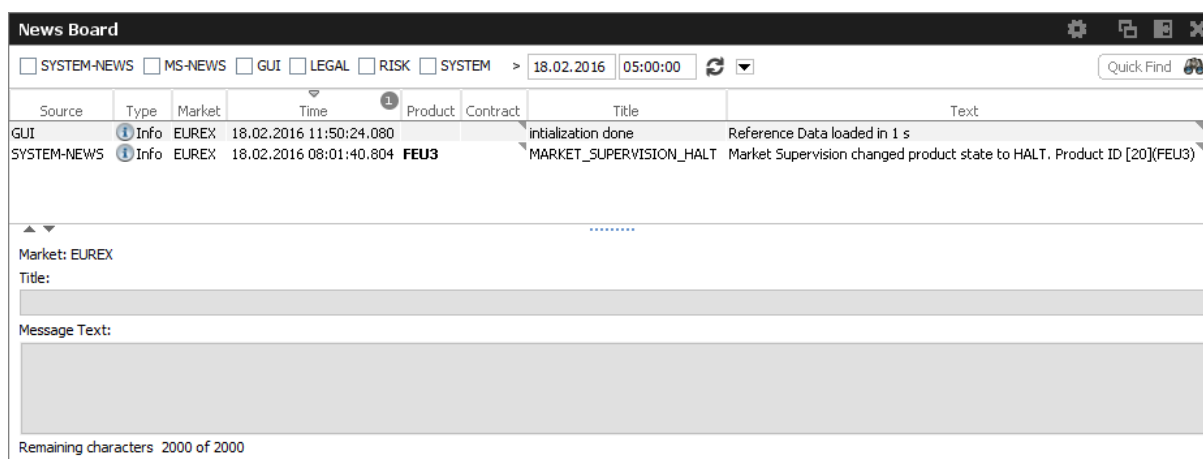 News Board
SYSTEM-NEWS MS-NEWS GUI LEGAL RISK SYSTEM > 18.02.2016 05:00:00 Quick Find
Source Type Market Time 1 Product Contract Title Text
GUI Info EUREX 18.02.2016 11:50:24.080 intialization done Reference Data loaded in 1 s
SYSTEM-NEWS Info EUREX 18.02.2016 08:01:40.804 FEU3 MARKET_SUPERVISION_HALT Market Supervision changed product state to HALT. Product ID [20](FEU3)
Market: EUREX
Title:
Message Text:
Remaining characters 2000 of 2000